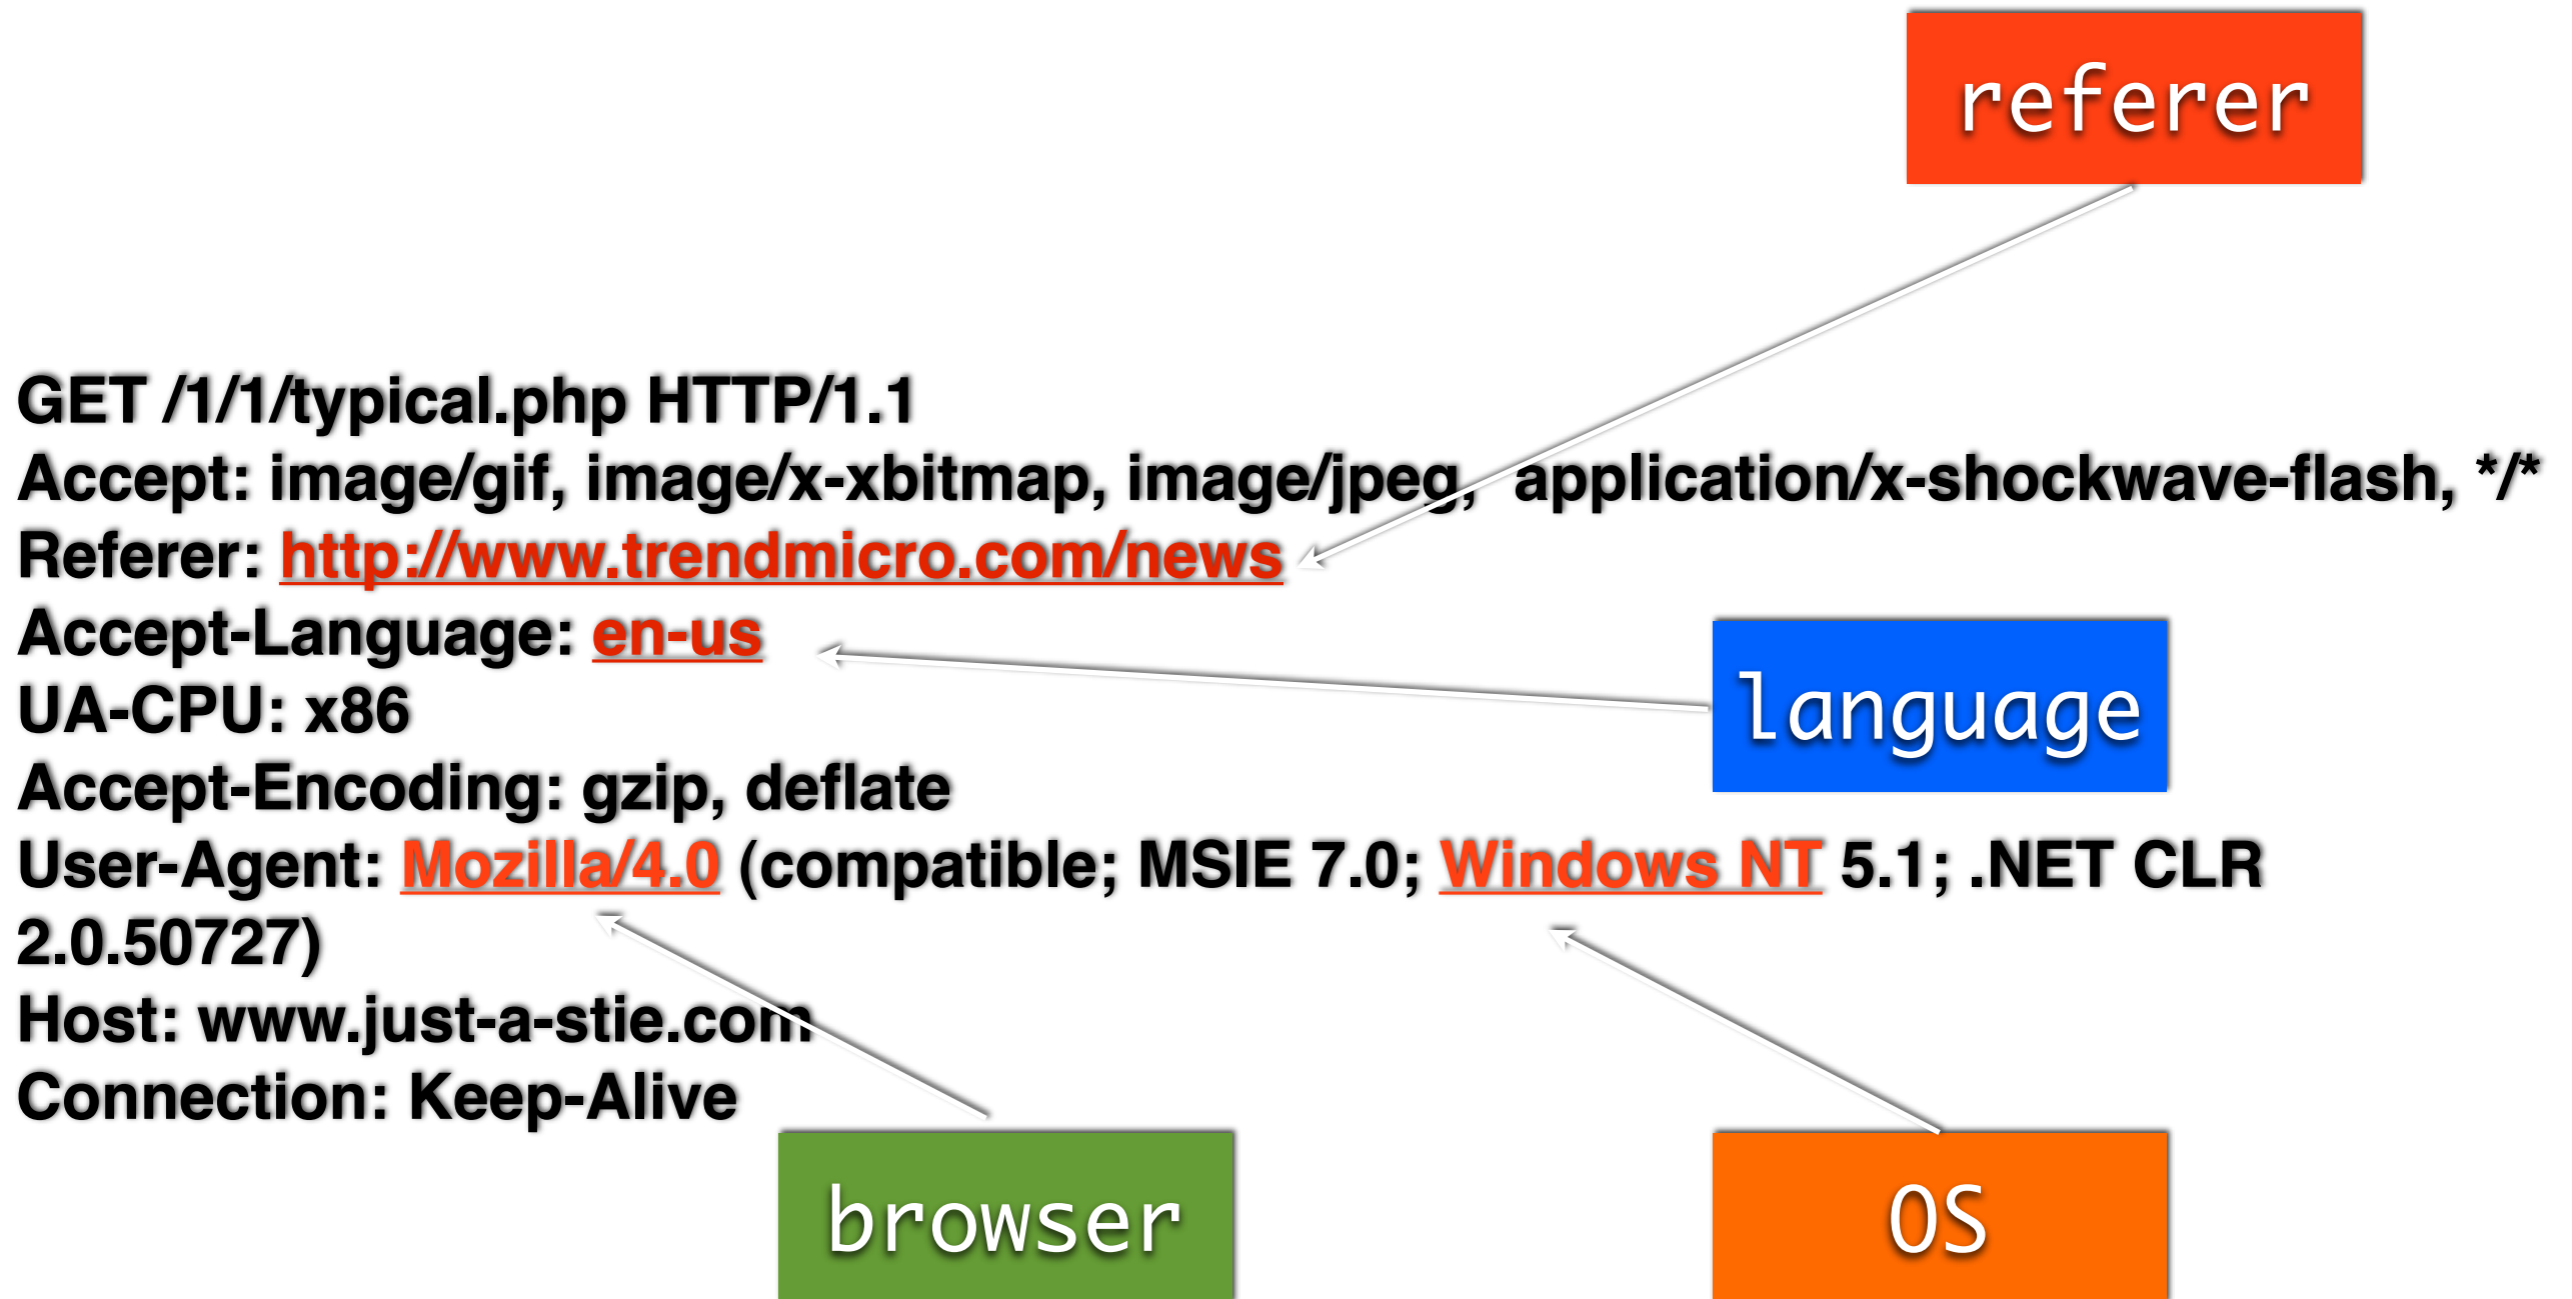 referer
GET /1/1/typical.php HTTP/1.1
Accept: image/gif, image/x-xbitmap, image/jpeg,  application/x-shockwave-flash, */*
Referer: http://www.trendmicro.com/news
Accept-Language: en-us
language
UA-CPU: x86
Accept-Encoding: gzip, deflate
User-Agent: Mozilla/4.0 (compatible; MSIE 7.0; Windows NT 5.1; .NET CLR
2.0.50727)
Host: www.just-a-stie.com
Connection: Keep-Alive
browser
OS